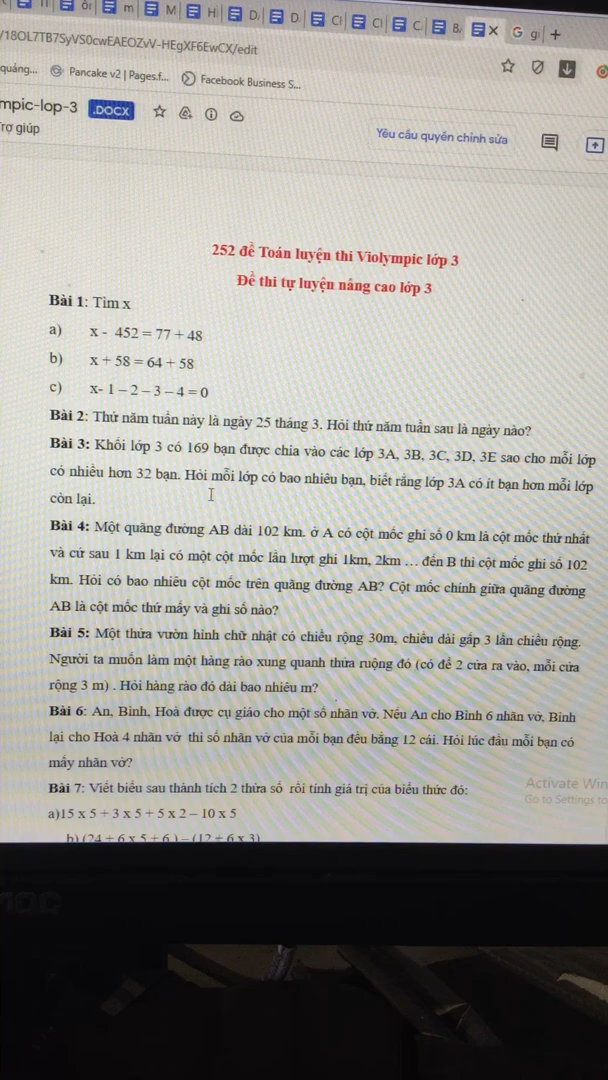 m M H D D Cl Cl C B G gi +
/18OL7TB7SyVS0cwEAEOZvV-HEgXF6EwCX/edit
quảng... Pancake v2 | Pages.f... Facebook Business S...
mpic-lop-3 .DOCX
rợ giúp Yêu cầu quyền chỉnh sửa
252 đề Toán luyện thi Violympic lớp 3
Đề thi tự luyện nâng cao lớp 3
Bài 1: Tìm x
a) x - 452 = 77 + 48
b) x + 58 = 64 + 58
c) x- 1 – 2 – 3 – 4 = 0
Bài 2: Thứ năm tuần này là ngày 25 tháng 3. Hỏi thứ năm tuần sau là ngày nào?
Bài 3: Khối lớp 3 có 169 bạn được chia vào các lớp 3A, 3B, 3C, 3D, 3E sao cho mỗi lớp
có nhiều hơn 32 bạn. Hỏi mỗi lớp có bao nhiêu bạn, biết rằng lớp 3A có ít bạn hơn mỗi lớp
còn lại.
Bài 4: Một quãng đường AB dài 102 km. ở A có cột mốc ghi số 0 km là cột mốc thứ nhất
và cứ sau 1 km lại có một cột mốc lần lượt ghi 1km, 2km ... đến B thì cột mốc ghi số 102
km. Hỏi có bao nhiêu cột mốc trên quãng đường AB? Cột mốc chính giữa quãng đường
AB là cột mốc thứ mấy và ghi số nào?
Bài 5: Một thửa vườn hình chữ nhật có chiều rộng 30m, chiều dài gấp 3 lần chiều rộng.
Người ta muốn làm một hàng rào xung quanh thửa ruộng đó (có để 2 cửa ra vào, mỗi cửa
rộng 3 m) . Hỏi hàng rào đó dài bao nhiêu m?
Bài 6: An, Bình, Hoà được cụ giáo cho một số nhãn vở. Nếu An cho Bình 6 nhãn vở, Bình
lại cho Hoà 4 nhãn vở thì số nhãn vở của mỗi bạn đều bằng 12 cái. Hỏi lúc đầu mỗi bạn có
mấy nhãn vở?
Bài 7: Viết biểu sau thành tích 2 thừa số rồi tính giá trị của biểu thức đó:
a)15 x 5 + 3 x 5 + 5 x 2 – 10 x 5
b) (24 + 6 x 5 + 6 ) – (12 + 6 x 3)
Activate Win
Go to Settings to
AOC